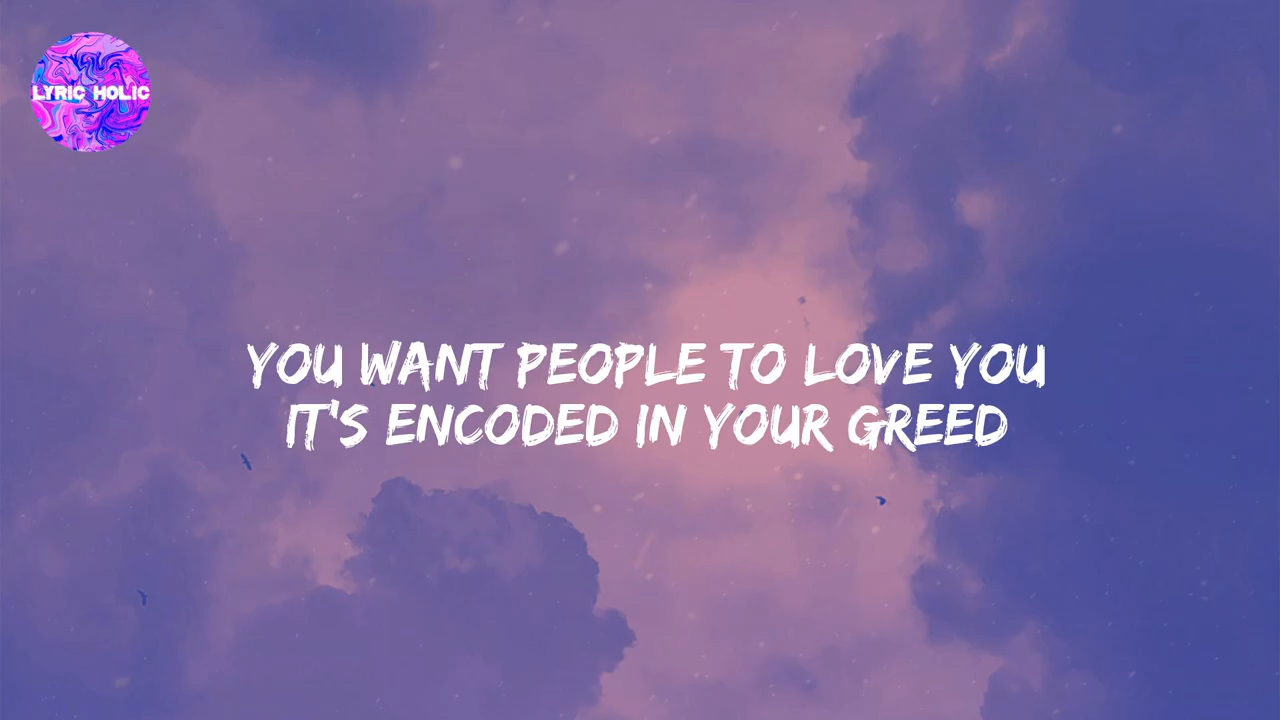 LYRIC HOLIC
YOU WANT PEOPLE TO LOVE YOU
IT'S ENCODED IN YOUR GREED